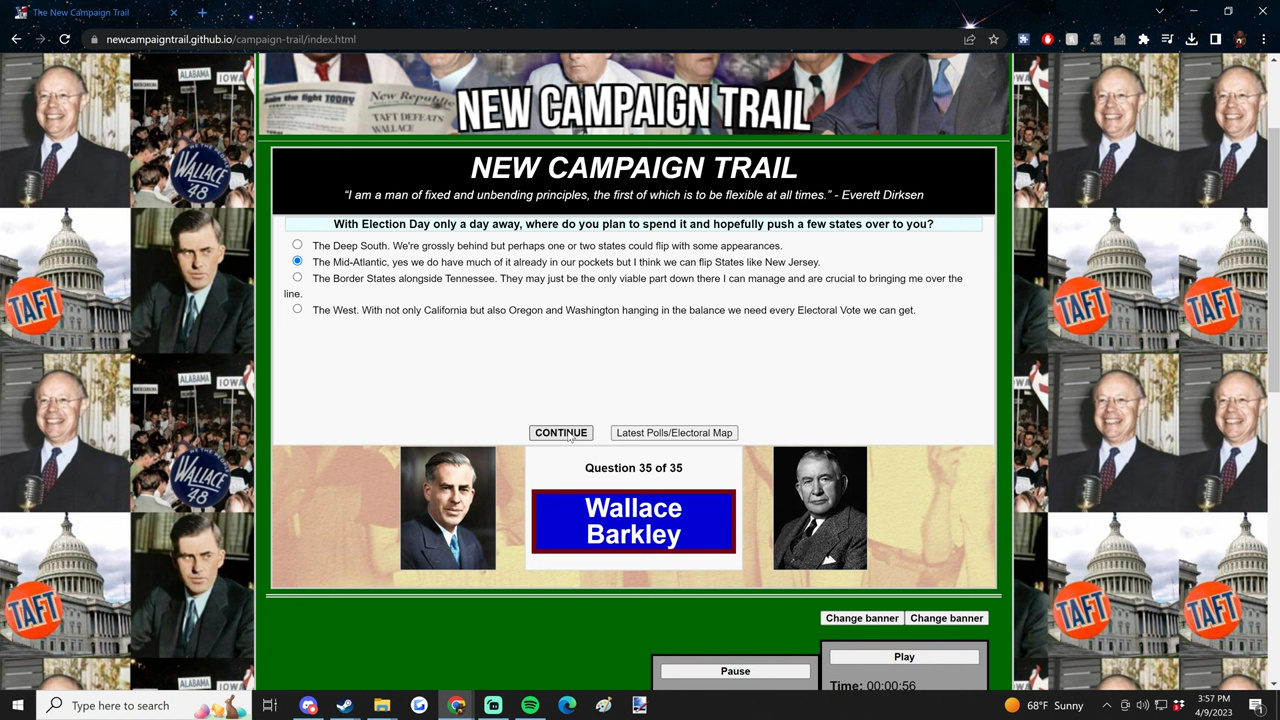 The New Campaign Trail
newcampaigntrail.github.io/campaign-trail/index.html
ALABAMA
IOWA
Join the fight TODAY
New Republic
TAFT DEFEATS
WALLACE
NEW CAMPAIGN TRAIL
NEW CAMPAIGN TRAIL
“I am a man of fixed and unbending principles, the first of which is to be flexible at all times.” - Everett Dirksen
With Election Day only a day away, where do you plan to spend it and hopefully push a few states over to you?
The Deep South. We're grossly behind but perhaps one or two states could flip with some appearances.
The Mid-Atlantic, yes we do have much of it already in our pockets but I think we can flip States like New Jersey.
The Border States alongside Tennessee. They may just be the only viable part down there I can manage and are crucial to bringing me over the
line.
The West. With not only California but also Oregon and Washington hanging in the balance we need every Electoral Vote we can get.
CONTINUE
Latest Polls/Electoral Map
Question 35 of 35
Wallace
Barkley
WALLACE
'48
TAFT
TAFT
TAFT
ALABAMA
IOWA
WALLACE
'48
TAFT
TAFT
TAFT
Change banner
Change banner
Pause
Play
Time: 00:00:56
Type here to search
68°F Sunny
3:57 PM
4/9/2023